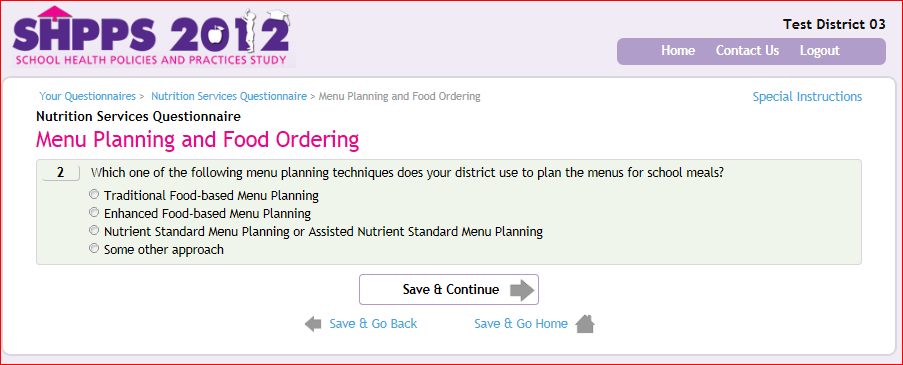 SHPPS 2012
SCHOOL HEALTH POLICIES AND PRACTICES STUDY
Test District 03
Home Contact Us Logout
Your Questionnaires > Nutrition Services Questionnaire > Menu Planning and Food Ordering
Special Instructions
Nutrition Services Questionnaire
Menu Planning and Food Ordering
2 Which one of the following menu planning techniques does your district use to plan the menus for school meals?
Traditional Food-based Menu Planning
Enhanced Food-based Menu Planning
Nutrient Standard Menu Planning or Assisted Nutrient Standard Menu Planning
Some other approach
Save & Continue
Save & Go Back Save & Go Home